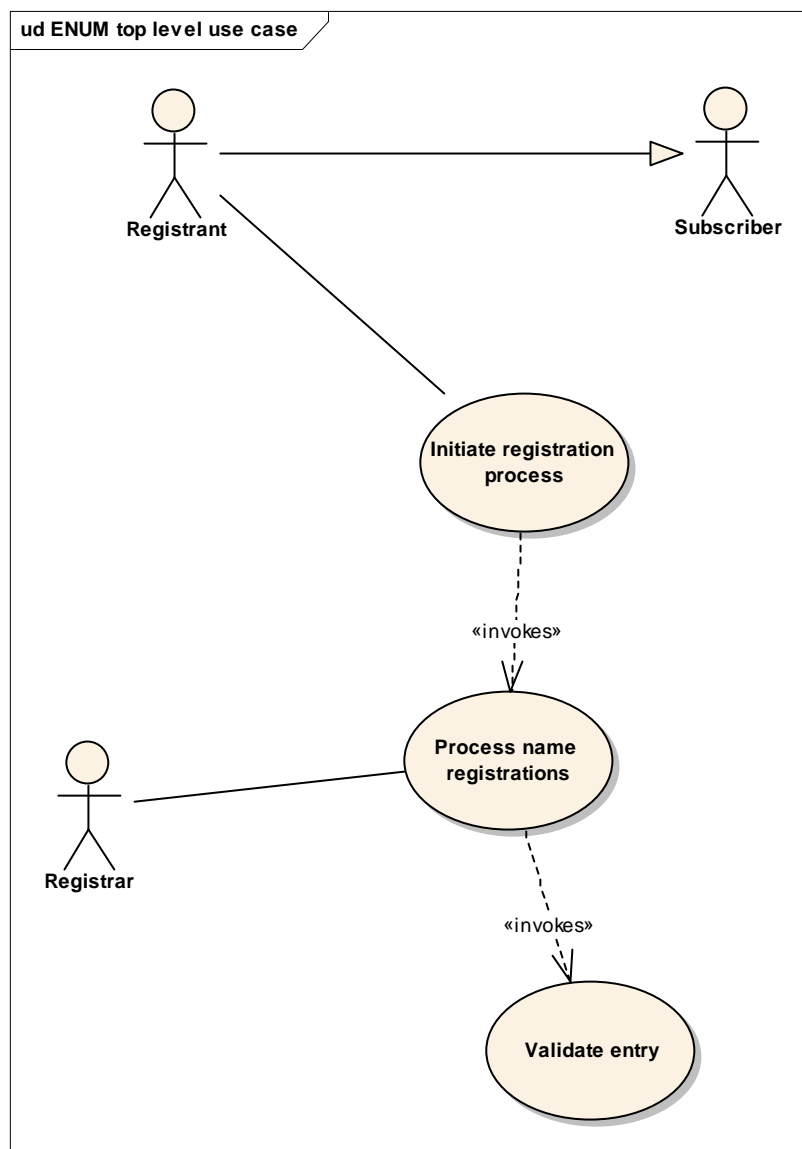 ud ENUM top level use case
Registrant
Subscriber
Initiate registration
process
«invokes»
Process name
registrations
Registrar
«invokes»
Validate entry